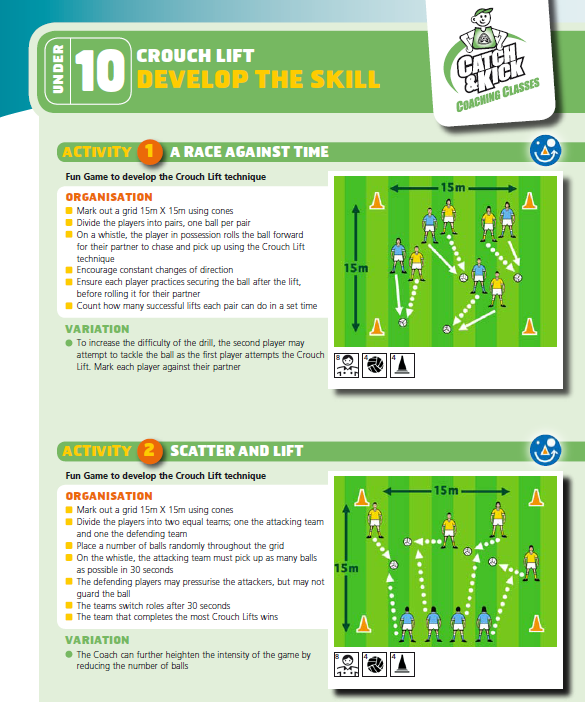 UNDER
10
CROUCH LIFT
DEVELOP THE SKILL
CATCH
&KICK
COACHING CLASSES
ACTIVITY 1 A RACE AGAINST TIME
Fun Game to develop the Crouch Lift technique
ORGANISATION
Mark out a grid 15m X 15m using cones
Divide the players into pairs, one ball per pair
On a whistle, the player in possession rolls the ball forward
for their partner to chase and pick up using the Crouch Lift
technique
Encourage constant changes of direction
Ensure each player practices securing the ball after the lift,
before rolling it for their partner
Count how many successful lifts each pair can do in a set time
VARIATION
To increase the difficulty of the drill, the second player may
attempt to tackle the ball as the first player attempts the Crouch
Lift. Mark each player against their partner
15m
15m
8
4
4
ACTIVITY 2 SCATTER AND LIFT
Fun Game to develop the Crouch Lift technique
ORGANISATION
Mark out a grid 15m X 15m using cones
Divide the players into two equal teams; one the attacking team
and one the defending team
Place a number of balls randomly throughout the grid
On the whistle, the attacking team must pick up as many balls
as possible in 30 seconds
The defending players may pressurise the attackers, but may not
guard the ball
The teams switch roles after 30 seconds
The team that completes the most Crouch Lifts wins
VARIATION
The Coach can further heighten the intensity of the game by
reducing the number of balls
15m
15m
8
4
4